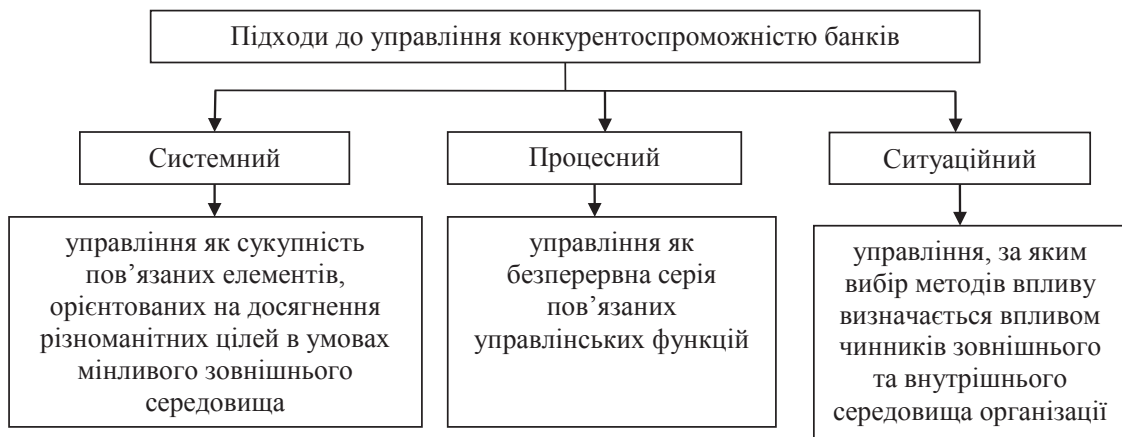 Підходи до управління конкурентоспроможністю банків
Системний
Процесний
Ситуаційний
управління як сукупність
пов’язаних елементів,
орієнтованих на досягнення
різноманітних цілей в умовах
мінливого зовнішнього
середовища
управління як
безперервна серія
пов’язаних
управлінських функцій
управління, за яким
вибір методів впливу
визначається впливом
чинників зовнішнього
та внутрішнього
середовища організації